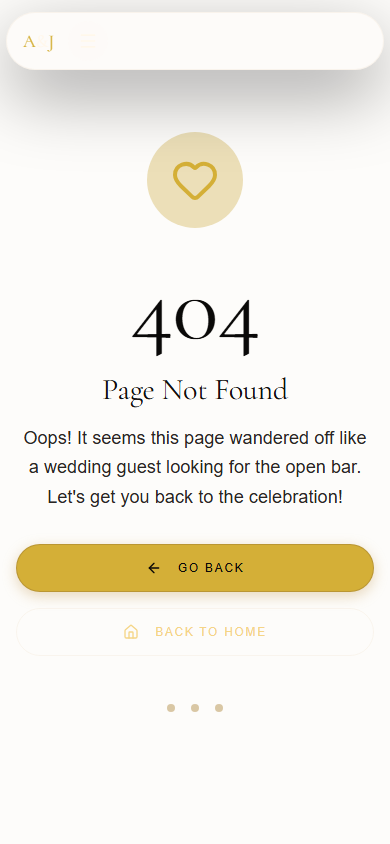 A J
404
Page Not Found
Oops! It seems this page wandered off like
a wedding guest looking for the open bar.
Let's get you back to the celebration!
GO BACK
BACK TO HOME